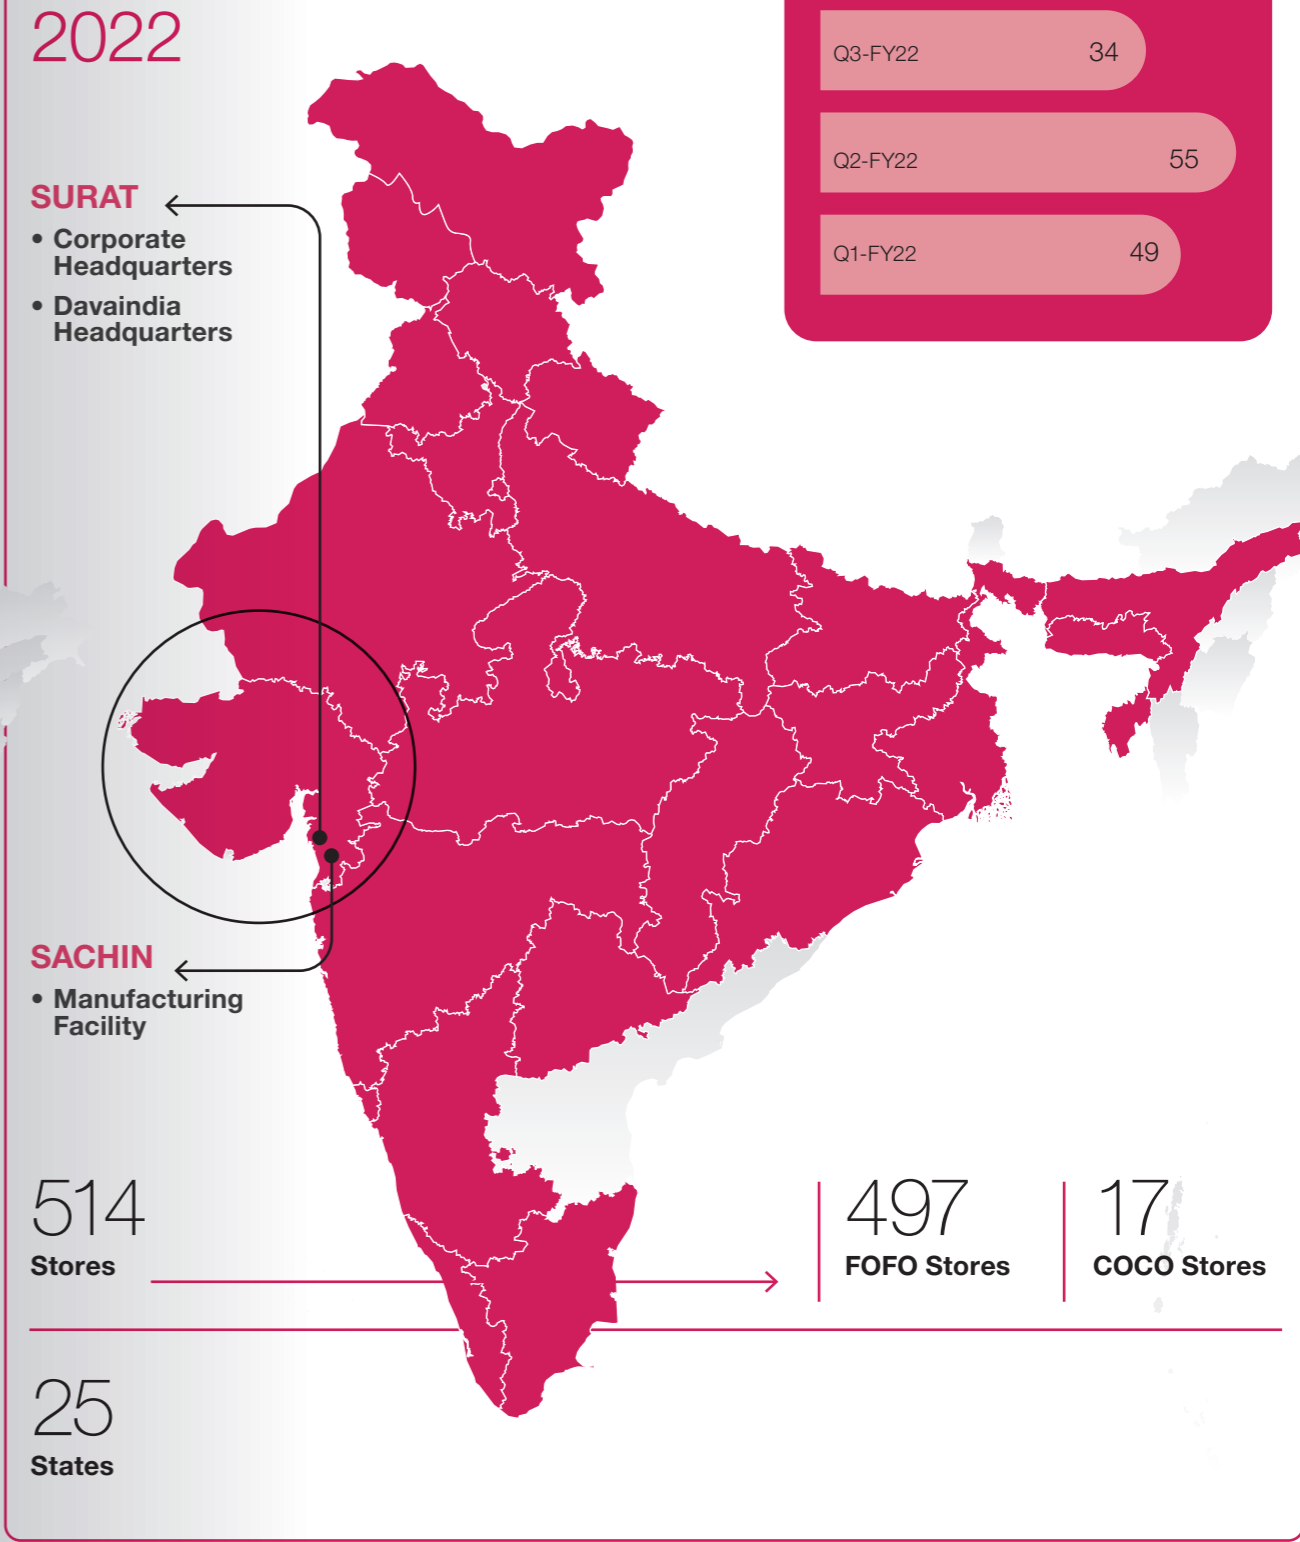 2022
Q3-FY22 34
Q2-FY22 55
Q1-FY22 49
SURAT
• Corporate
Headquarters
• Davaindia
Headquarters
SACHIN
• Manufacturing
Facility
514
Stores
497
FOFO Stores
17
COCO Stores
25
States